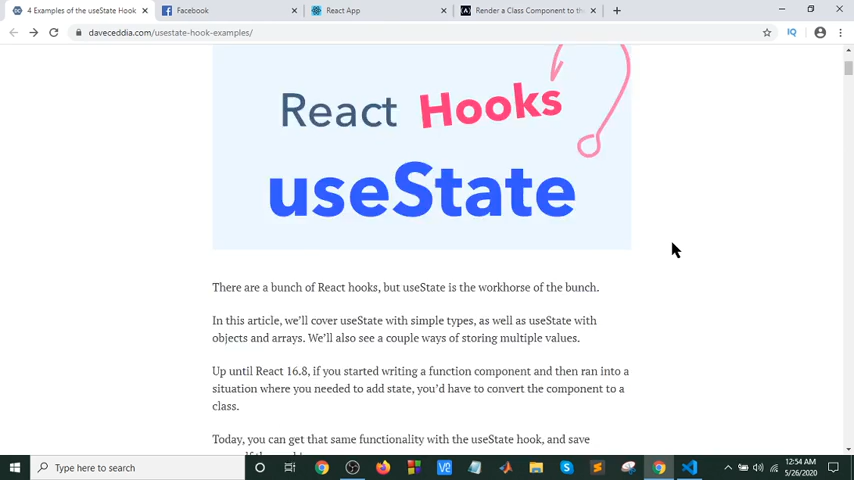 4 Examples of the useState Hook
Facebook
React App
Render a Class Component to the
daveceddia.com/usestate-hook-examples/
IQ
React Hooks
useState
There are a bunch of React hooks, but useState is the workhorse of the bunch.
In this article, we'll cover useState with simple types, as well as useState with
objects and arrays. We'll also see a couple ways of storing multiple values.
Up until React 16.8, if you started writing a function component and then ran into a
situation where you needed to add state, you'd have to convert the component to a
class.
Today, you can get that same functionality with the useState hook, and save
Type here to search
12:54 AM
5/26/2020